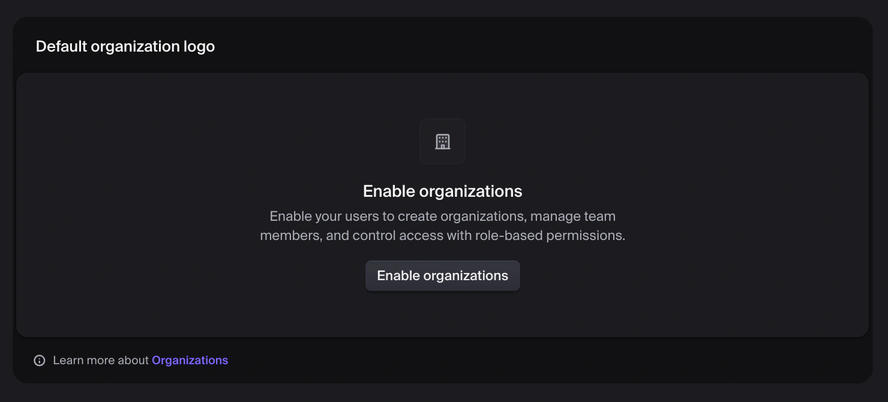 Default organization logo
Enable organizations
Enable your users to create organizations, manage team
members, and control access with role-based permissions.
Enable organizations
Learn more about Organizations